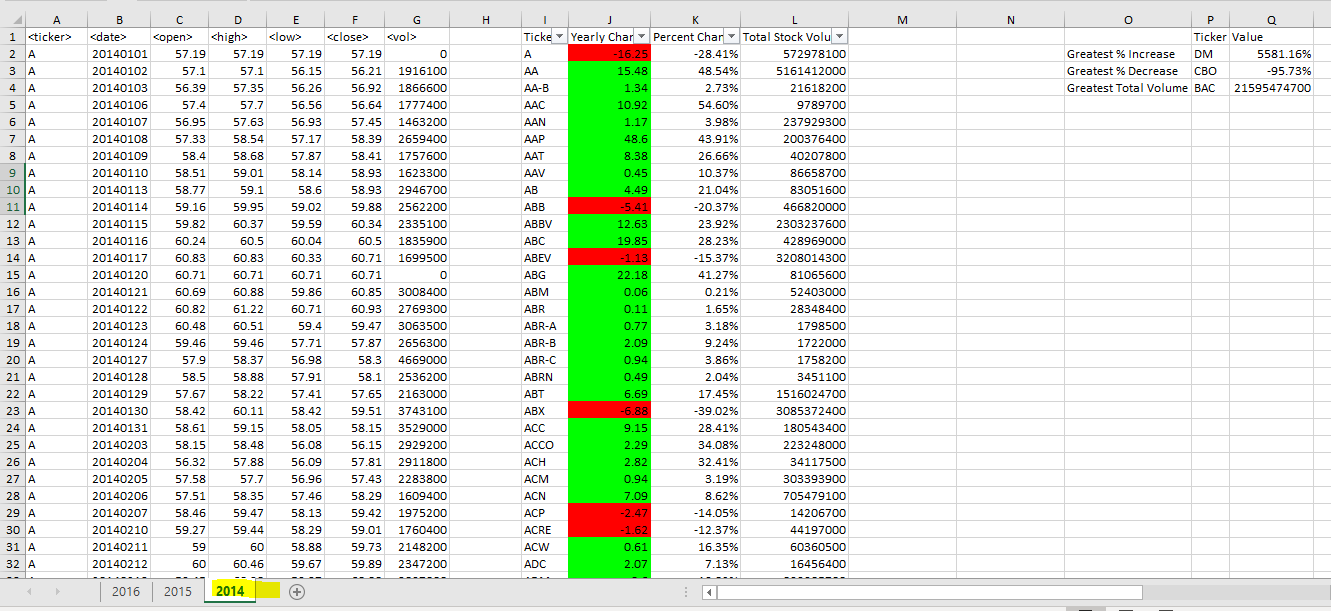 A B C D E F G H I J K L M N O P Q
1 <ticker> <date> <open> <high> <low> <close> <vol> Ticke Yearly Char Percent Char Total Stock Volu Ticker Value
2 A 20140101 57.19 57.19 57.19 57.19 0 A -16.25 -28.41% 572978100 Greatest % Increase DM 5581.16%
3 A 20140102 57.1 57.1 56.15 56.21 1916100 AA 15.48 48.54% 5161412000 Greatest % Decrease CBO -95.73%
4 A 20140103 56.39 57.35 56.26 56.92 1866600 AA-B 1.34 2.73% 21618200 Greatest Total Volume BAC 21595474700
5 A 20140106 57.4 57.7 56.56 56.64 1777400 AAC 10.92 54.60% 9789700
6 A 20140107 56.95 57.63 56.93 57.45 1463200 AAN 1.17 3.98% 237929300
7 A 20140108 57.33 58.54 57.17 58.39 2659400 AAP 48.6 43.91% 200376400
8 A 20140109 58.4 58.68 57.87 58.41 1757600 AAT 8.38 26.66% 40207800
9 A 20140110 58.51 59.01 58.14 58.93 1623300 AAV 0.45 10.37% 86658700
10 A 20140113 58.77 59.1 58.6 58.93 2946700 AB 4.49 21.04% 83051600
11 A 20140114 59.16 59.95 59.02 59.88 2562200 ABB -5.41 -20.37% 466820000
12 A 20140115 59.82 60.37 59.59 60.34 2335100 ABBV 12.63 23.92% 2303237600
13 A 20140116 60.24 60.5 60.04 60.5 1835900 ABC 19.85 28.23% 428969000
14 A 20140117 60.83 60.83 60.33 60.71 1699500 ABEV -1.13 -15.37% 3208014300
15 A 20140120 60.71 60.71 60.71 60.71 0 ABG 22.18 41.27% 81065600
16 A 20140121 60.69 60.88 59.86 60.85 3008400 ABM 0.06 0.21% 52403000
17 A 20140122 60.82 61.22 60.71 60.93 2769300 ABR 0.11 1.65% 28348400
18 A 20140123 60.48 60.51 59.4 59.47 3063500 ABR-A 0.77 3.18% 1798500
19 A 20140124 59.46 59.46 57.71 57.87 2656300 ABR-B 2.09 9.24% 1722000
20 A 20140127 57.9 58.37 56.98 58.3 4669000 ABR-C 0.94 3.86% 1758200
21 A 20140128 58.5 58.88 57.91 58.1 2536200 ABRN 0.49 2.04% 3451100
22 A 20140129 57.67 58.22 57.41 57.65 2163000 ABT 6.69 17.45% 1516024700
23 A 20140130 58.42 60.11 58.42 59.51 3743100 ABX -6.88 -39.02% 3085372400
24 A 20140131 58.61 59.15 58.05 58.15 3529000 ACC 9.15 28.41% 180543400
25 A 20140203 58.15 58.48 56.08 56.15 2929200 ACCO 2.29 34.08% 223248000
26 A 20140204 56.32 57.88 56.09 57.81 2911800 ACH 2.82 32.41% 34117500
27 A 20140205 57.58 57.7 56.96 57.43 2283800 ACM 0.94 3.19% 303393900
28 A 20140206 57.51 58.35 57.46 58.29 1609400 ACN 7.09 8.62% 705479100
29 A 20140207 58.46 59.47 58.13 59.42 1975200 ACP -2.47 -14.05% 14206700
30 A 20140210 59.27 59.44 58.29 59.01 1760400 ACRE -1.62 -12.37% 44197000
31 A 20140211 59 60 58.88 59.73 2148200 ACW 0.61 16.35% 60360500
32 A 20140212 60 60.46 59.67 59.89 2347200 ADC 2.07 7.13% 16456400
2016 2015 2014